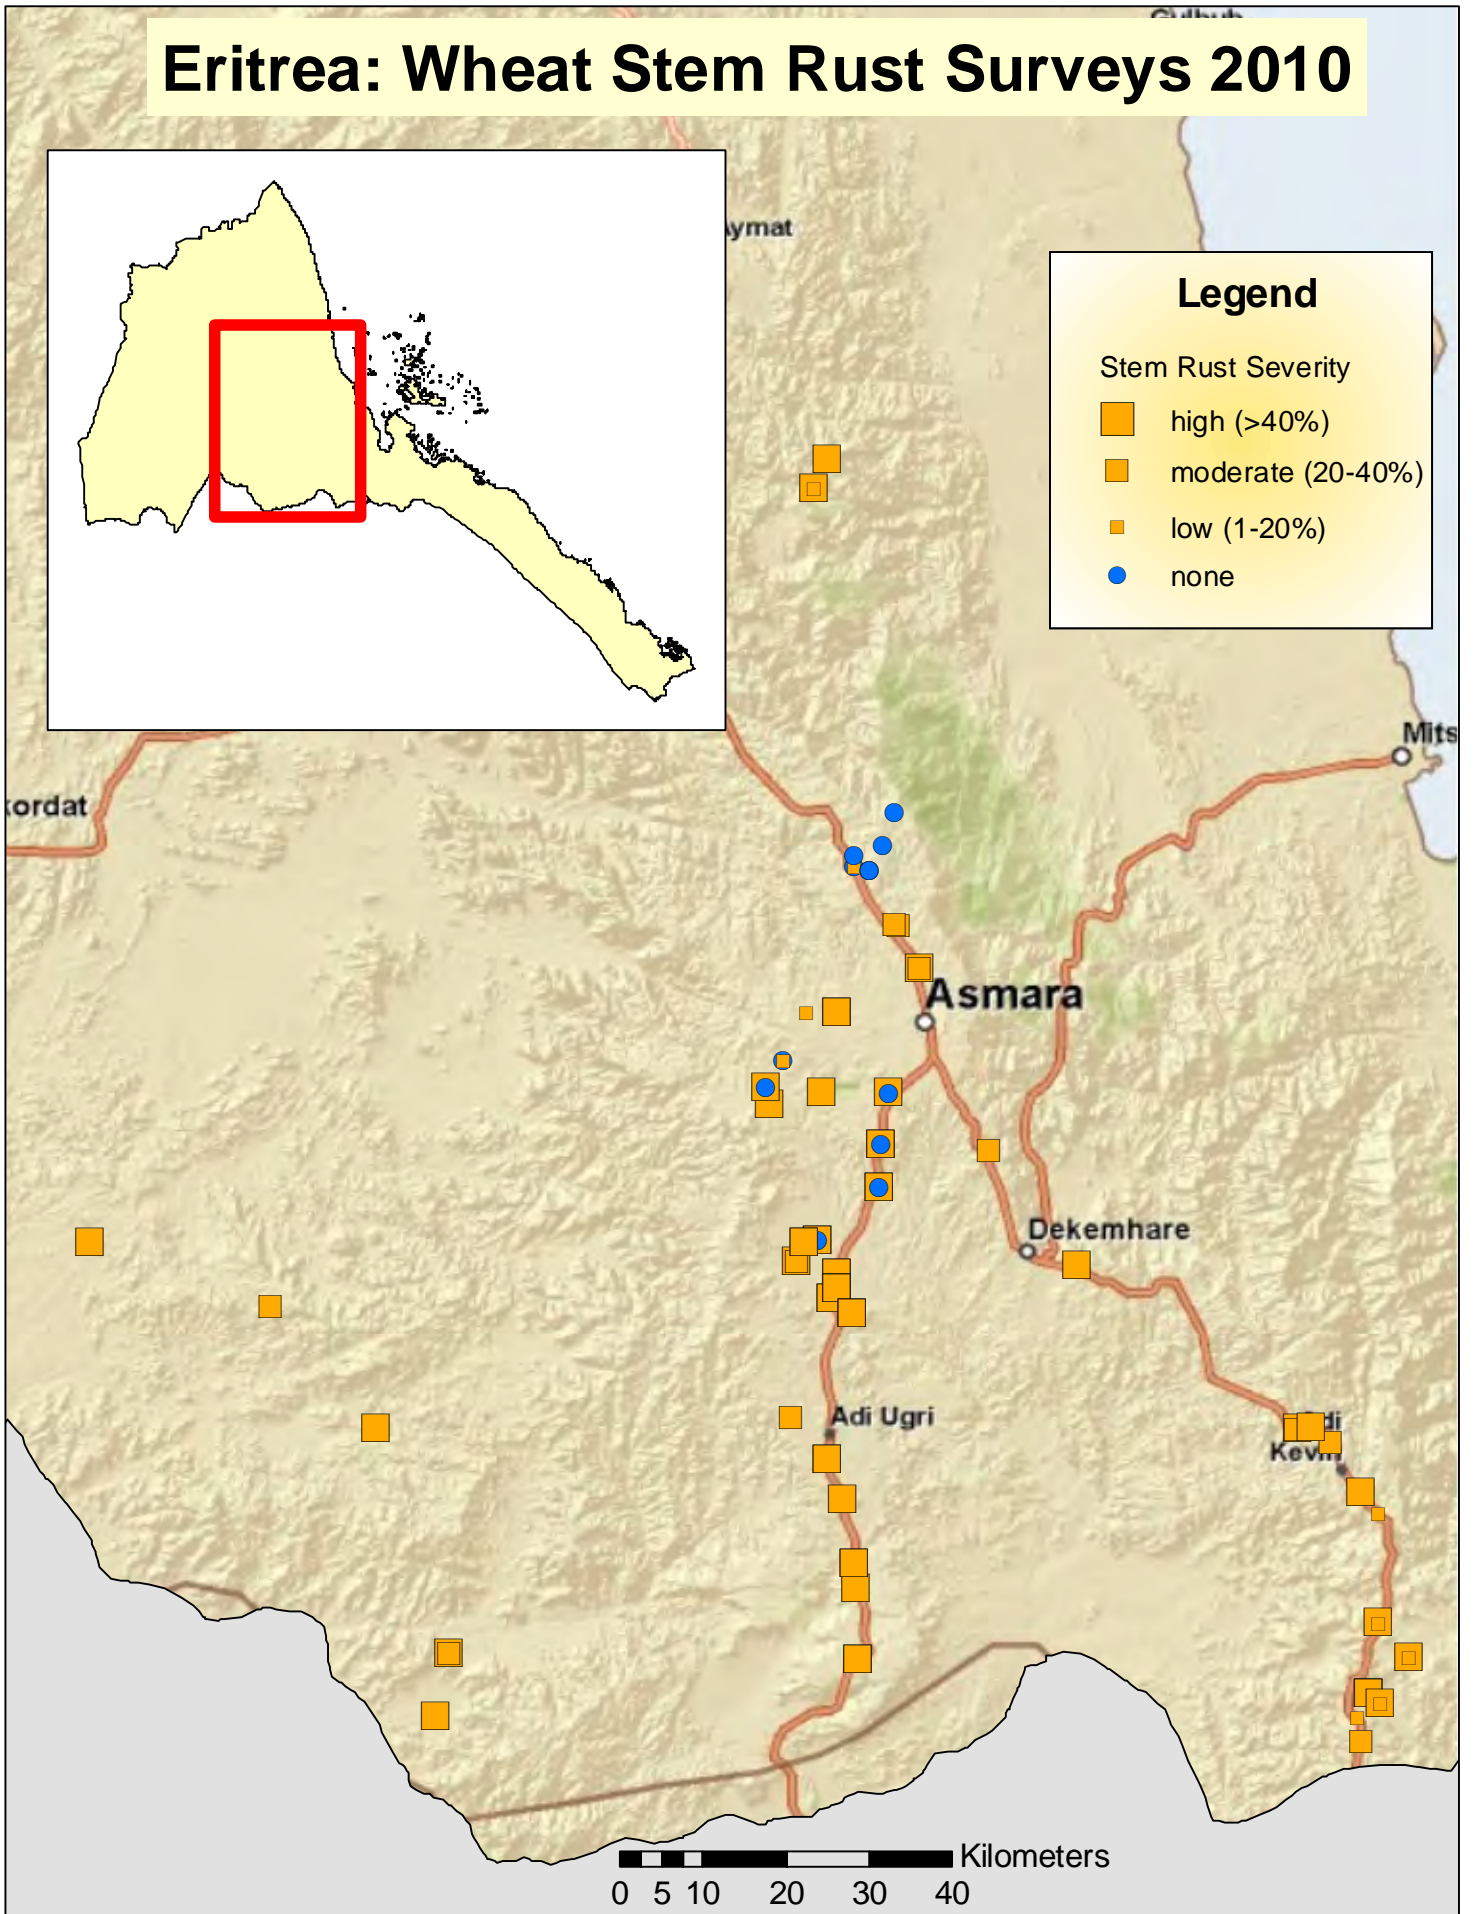 Eritrea: Wheat Stem Rust Surveys 2010
Legend
Stem Rust Severity
high (>40%)
moderate (20-40%)
low (1-20%)
none
Mits
Asmara
Dekemhare
Adi Ugri
Kilometers
0 5 10 20 30 40